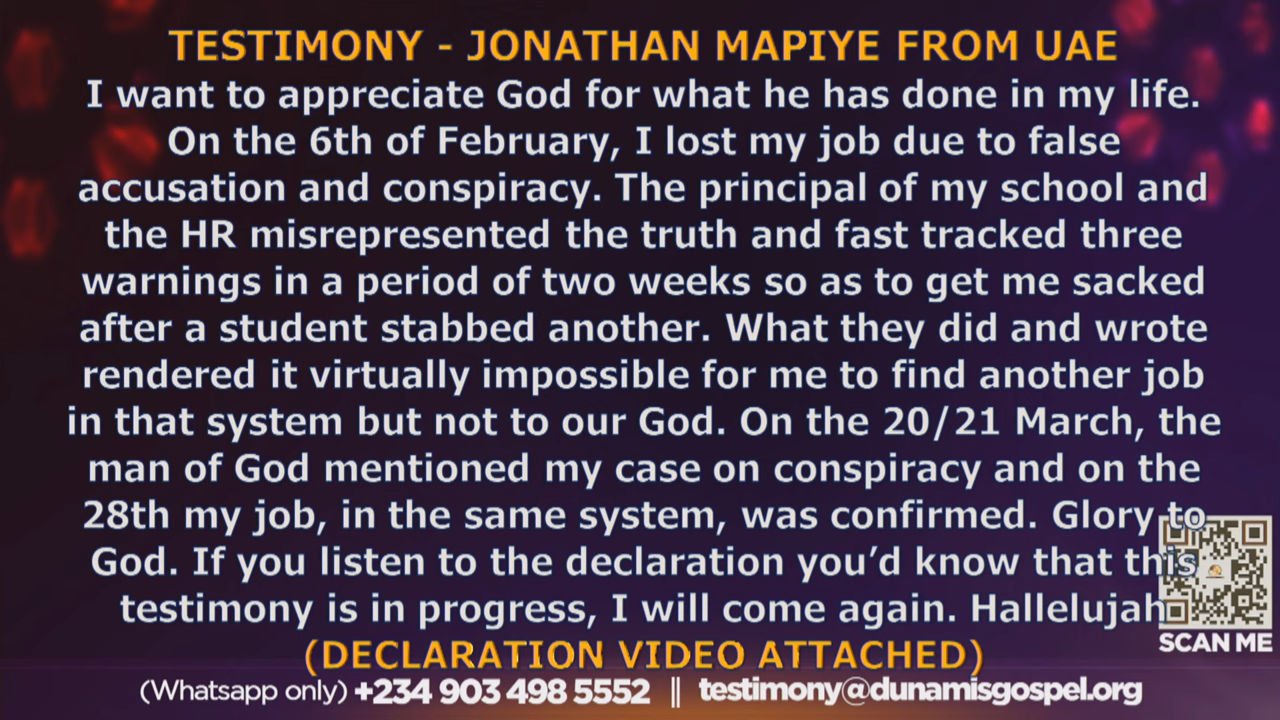 TESTIMONY - JONATHAN MAPIYE FROM UAE
I want to appreciate God for what he has done in my life.
On the 6th of February, I lost my job due to false
accusation and conspiracy. The principal of my school and
the HR misrepresented the truth and fast tracked three
warnings in a period of two weeks so as to get me sacked
after a student stabbed another. What they did and wrote
rendered it virtually impossible for me to find another job
in that system but not to our God. On the 20/21 March, the
man of God mentioned my case on conspiracy and on the
28th my job, in the same system, was confirmed. Glory to
God. If you listen to the declaration you’d know that this
testimony is in progress, I will come again. Hallelujah
(DECLARATION VIDEO ATTACHED)
SCAN ME
(Whatsapp only) +234 903 498 5552 || testimony@dunamisgospel.org